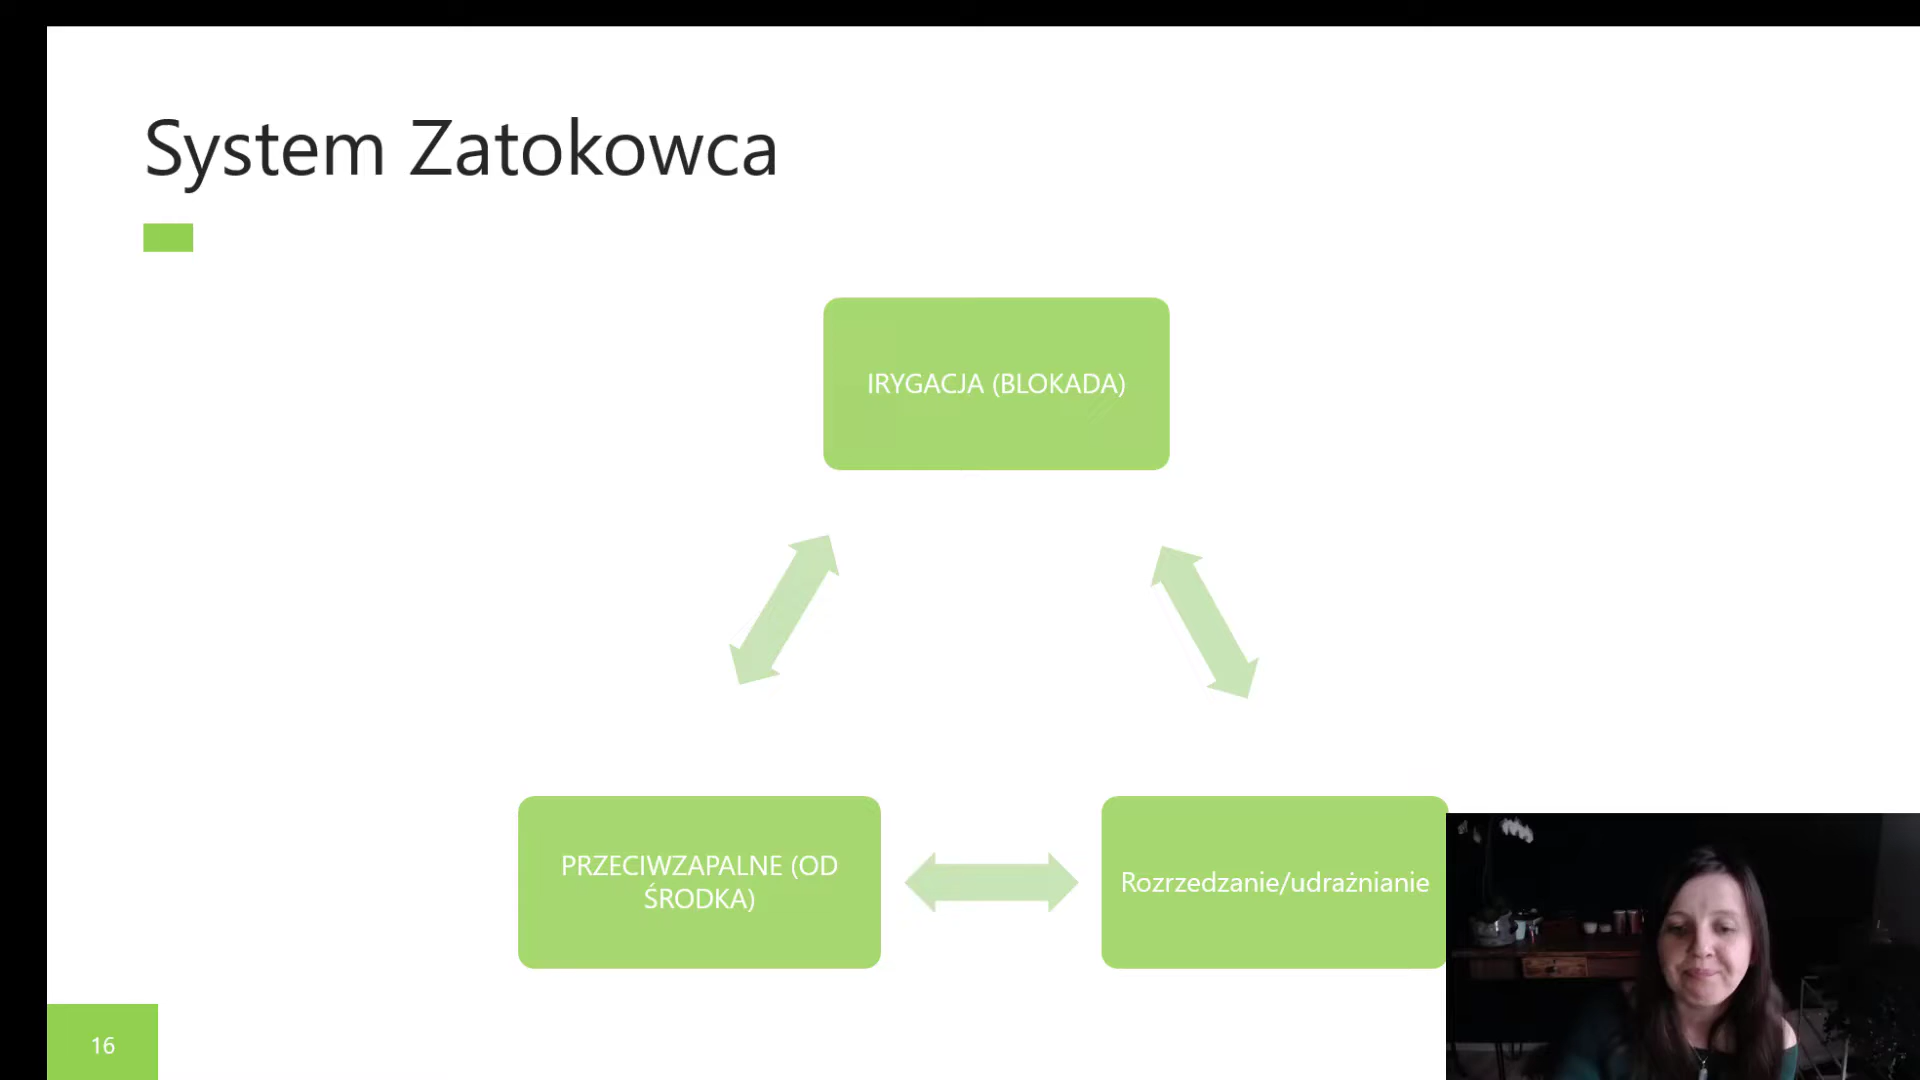 System Zatokowca
IRYGACJA (BLOKADA)
PRZECIWZAPALNE (OD
ŚRODKA)
Rozrzedzanie/udrażnianie
16